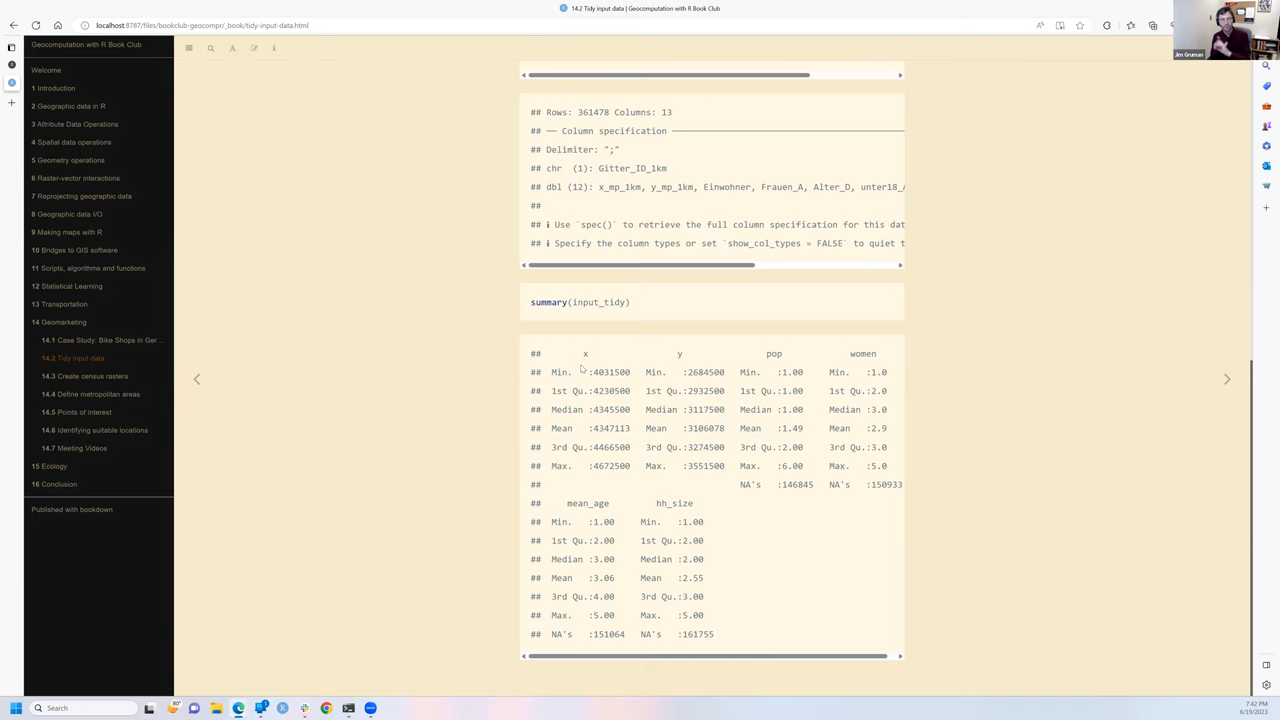 14.2 Tidy input data | Geocomputation with R Book Club
localhost:8787/files/bookclub-geocompr/_book/tidy-input-data.html
Jim Gruman
Geocomputation with R Book Club
Welcome
1 Introduction
2 Geographic data in R
3 Attribute Data Operations
4 Spatial data operations
5 Geometry operations
6 Raster-vector interactions
7 Reprojecting geographic data
8 Geographic data I/O
9 Making maps with R
10 Bridges to GIS software
11 Scripts, algorithms and functions
12 Statistical Learning
13 Transportation
14 Geomarketing
14.1 Case Study: Bike Shops in Ger…
14.2 Tidy input data
14.3 Create census rasters
14.4 Define metropolitan areas
14.5 Points of interest
14.6 Identifying suitable locations
14.7 Meeting Videos
15 Ecology
16 Conclusion
Published with bookdown
## Rows: 361478 Columns: 13
## ── Column specification ────────────────
## Delimiter: ";"
## chr (1): Gitter_ID_1km
## dbl (12): x_mp_1km, y_mp_1km, Einwohner, Frauen_A, Alter_D, unter18_A
##
## ℹ Use `spec()` to retrieve the full column specification for this dat
## ℹ Specify the column types or set `show_col_types = FALSE` to quiet t
summary(input_tidy)
## x y pop women
## Min. :4031500 Min. :2684500 Min. :1.00 Min. :1.0
## 1st Qu.:4230500 1st Qu.:2932500 1st Qu.:1.00 1st Qu.:2.0
## Median :4345500 Median :3117500 Median :1.00 Median :3.0
## Mean :4347113 Mean :3106078 Mean :1.49 Mean :2.9
## 3rd Qu.:4466500 3rd Qu.:3274500 3rd Qu.:2.00 3rd Qu.:3.0
## Max. :4672500 Max. :3551500 Max. :6.00 Max. :5.0
## NA's :146845 NA's :150933
## mean_age hh_size
## Min. :1.00 Min. :1.00
## 1st Qu.:2.00 1st Qu.:2.00
## Median :3.00 Median :2.00
## Mean :3.06 Mean :2.55
## 3rd Qu.:4.00 3rd Qu.:3.00
## Max. :5.00 Max. :5.00
## NA's :151064 NA's :161755
Search
80°
7:42 PM
6/19/2023